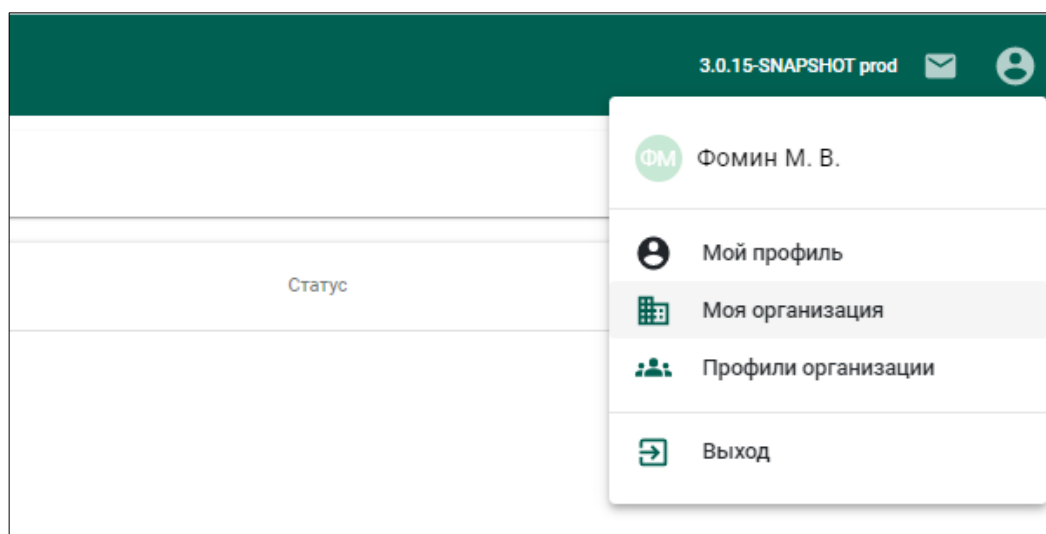 3.0.15-SNAPSHOT prod
ФМ Фомин М. В.
Мой профиль
Статус
Моя организация
Профили организации
Выход